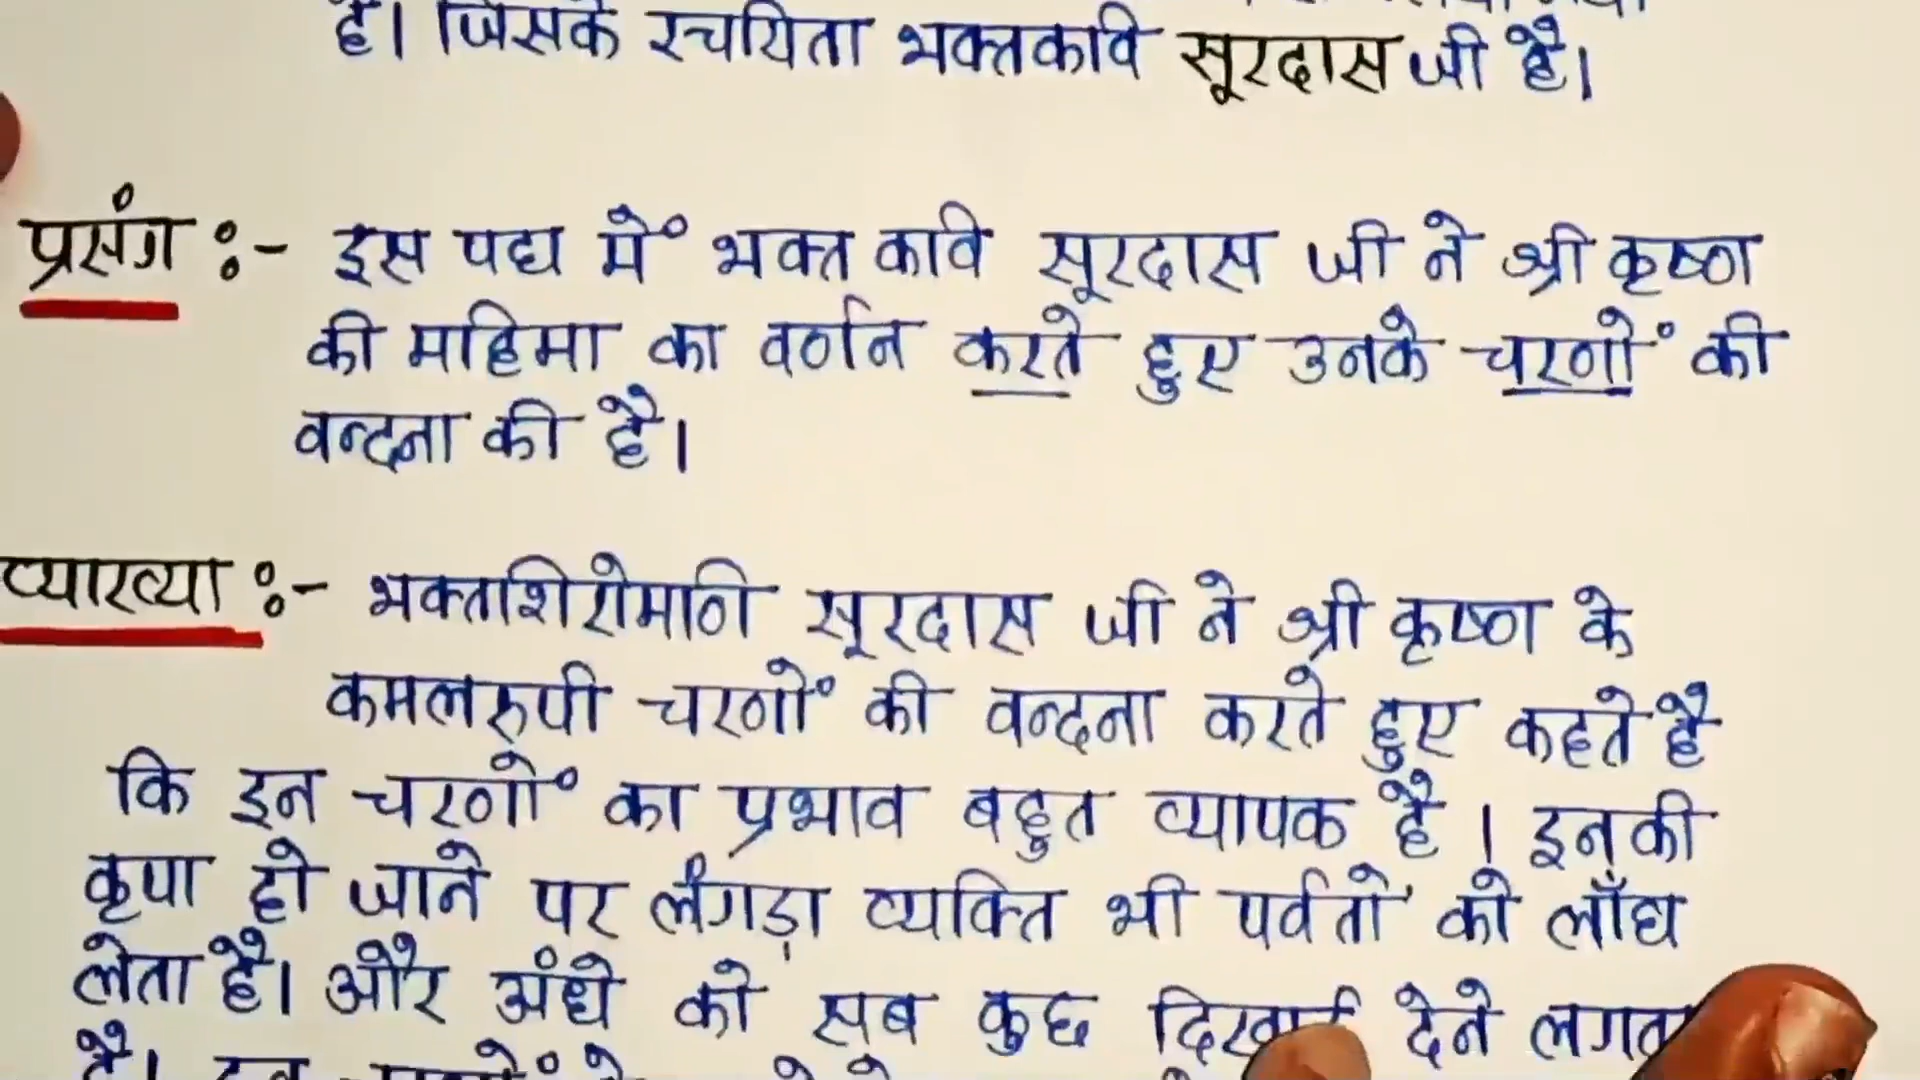 है। जिसके रचयिता भक्तकवि सूरदास जी है।
प्रसंग :- इस पद्य में भक्त कवि सूरदास जी ने श्री कृष्ण
की महिमा का वर्णन करते हुए उनके चरणों की
वन्दना की है।
व्याख्या :- भक्तशिरोमणि सूरदास जी ने श्री कृष्ण के
कमलरुपी चरणों की वन्दना करते हुए कहते है
कि इन चरणों का प्रभाव बहुत व्यापक है। इनकी
कृपा हो जाने पर लँगड़ा व्यक्ति भी पर्वतों को लाँघ
लेता है। और अंधे को सब कुछ दिखाई देने लगता
है।